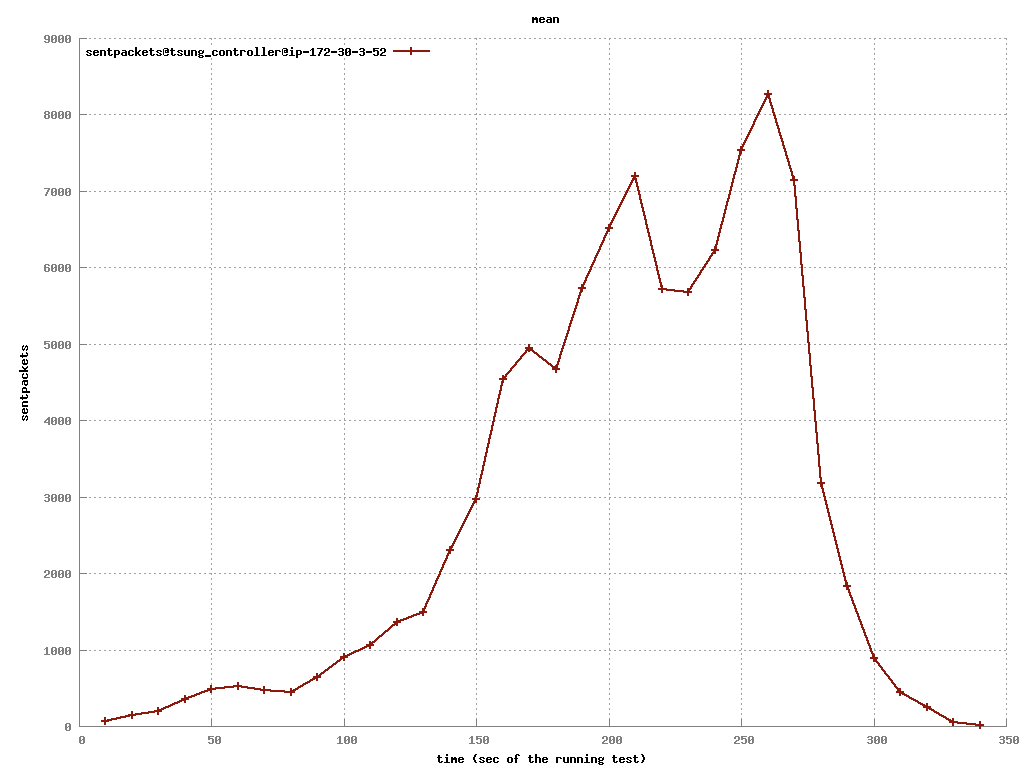 mean
9000
sentpackets@tsung_controller@ip-172-30-3-52
8000
7000
6000
5000
sentpackets
4000
3000
2000
1000
0
0 50 100 150 200 250 300 350
time (sec of the running test)